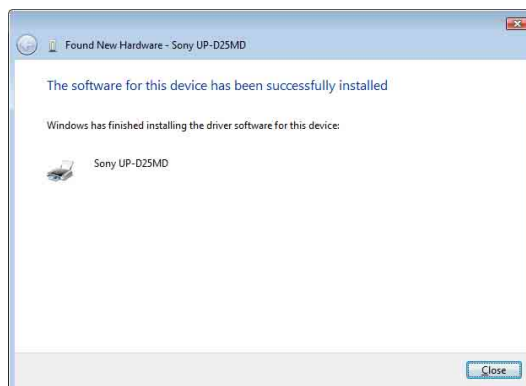 Found New Hardware - Sony UP-D25MD
The software for this device has been successfully installed
Windows has finished installing the driver software for this device:
Sony UP-D25MD
Close